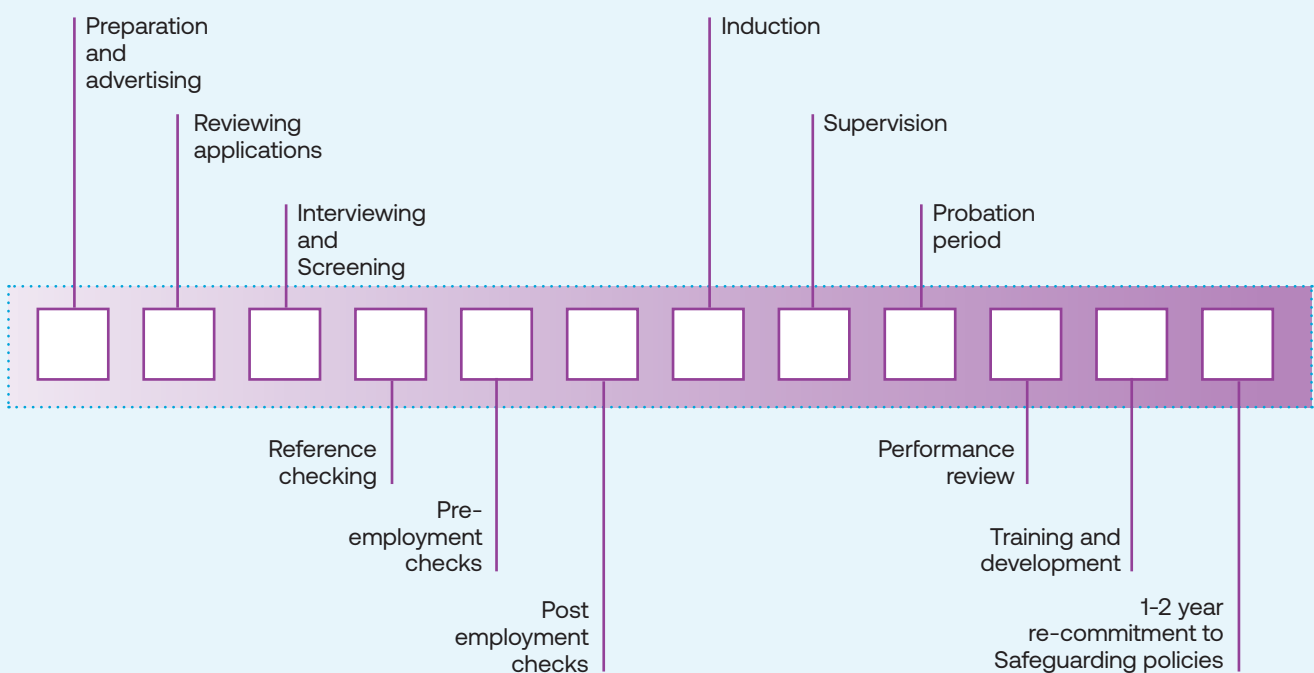 Preparation
and
advertising
Reviewing
applications
Interviewing
and
Screening
Reference
checking
Pre-
employment
checks
Post
employment
checks
Induction
Supervision
Probation
period
Performance
review
Training and
development
1-2 year
re-commitment to
Safeguarding policies